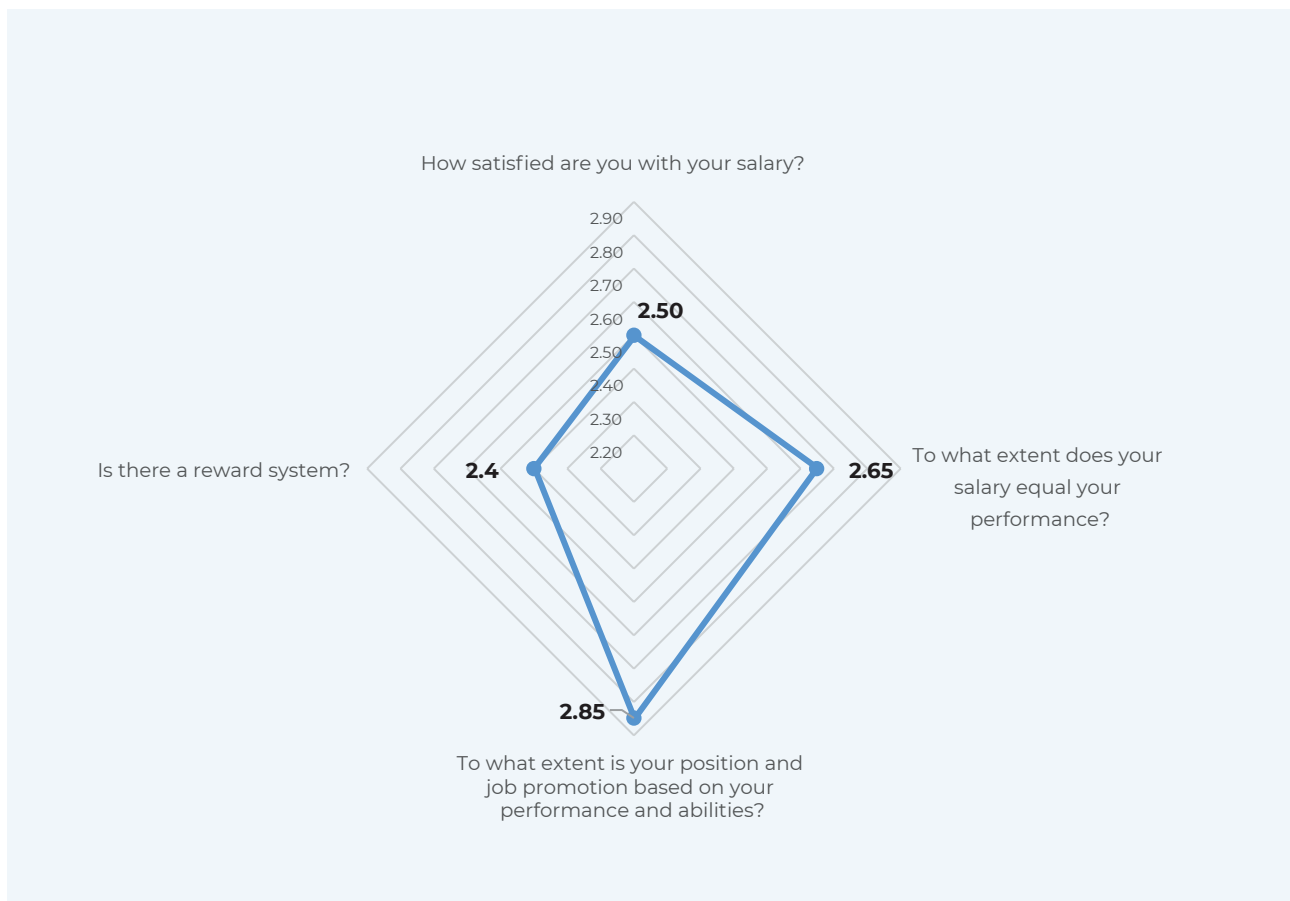 How satisfied are you with your salary?
2.90
2.80
2.70
2.50
2.60
2.50
2.40
2.30
2.20
Is there a reward system?
2.4
2.65
To what extent does your
salary equal your
performance?
2.85
To what extent is your position and
job promotion based on your
performance and abilities?